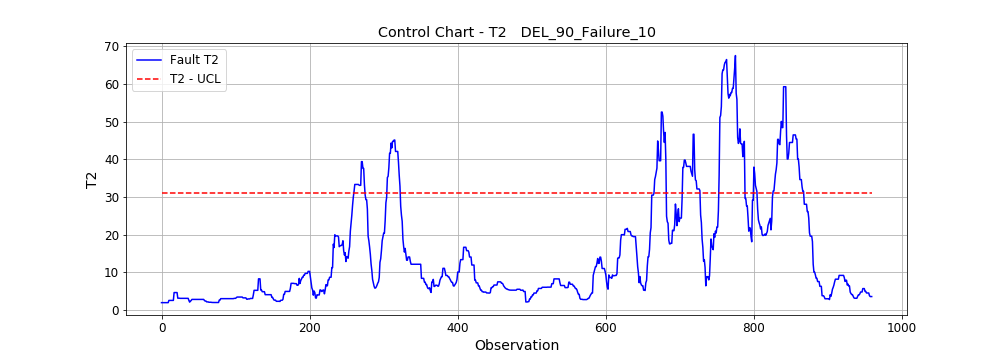 Control Chart - T2   DEL_90_Failure_10
Fault T2
T2 - UCL
T2
70
60
50
40
30
20
10
0
0 200 400 600 800 1000
Observation